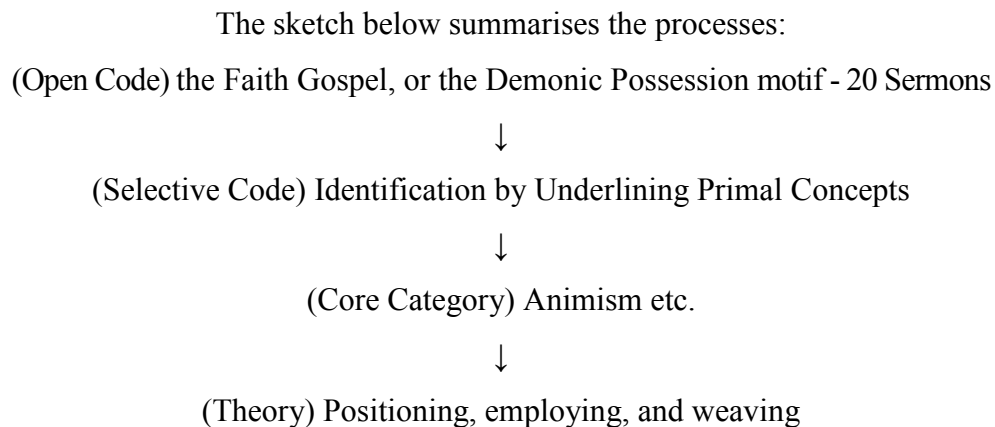 The sketch below summarises the processes:
(Open Code) the Faith Gospel, or the Demonic Possession motif - 20 Sermons
↓
(Selective Code) Identification by Underlining Primal Concepts
↓
(Core Category) Animism etc.
↓
(Theory) Positioning, employing, and weaving